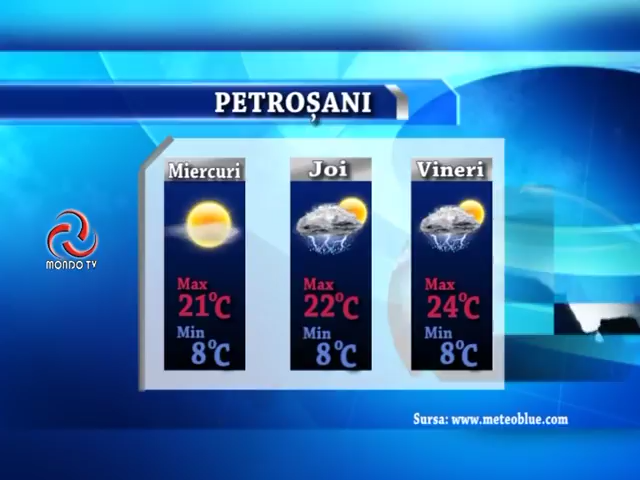 PETROȘANI
Miercuri
Max
21°C
Min
8°C
Joi
Max
22°C
Min
8°C
Vineri
Max
24°C
Min
8°C
MONDO TV
Sursa: www.meteoblue.com